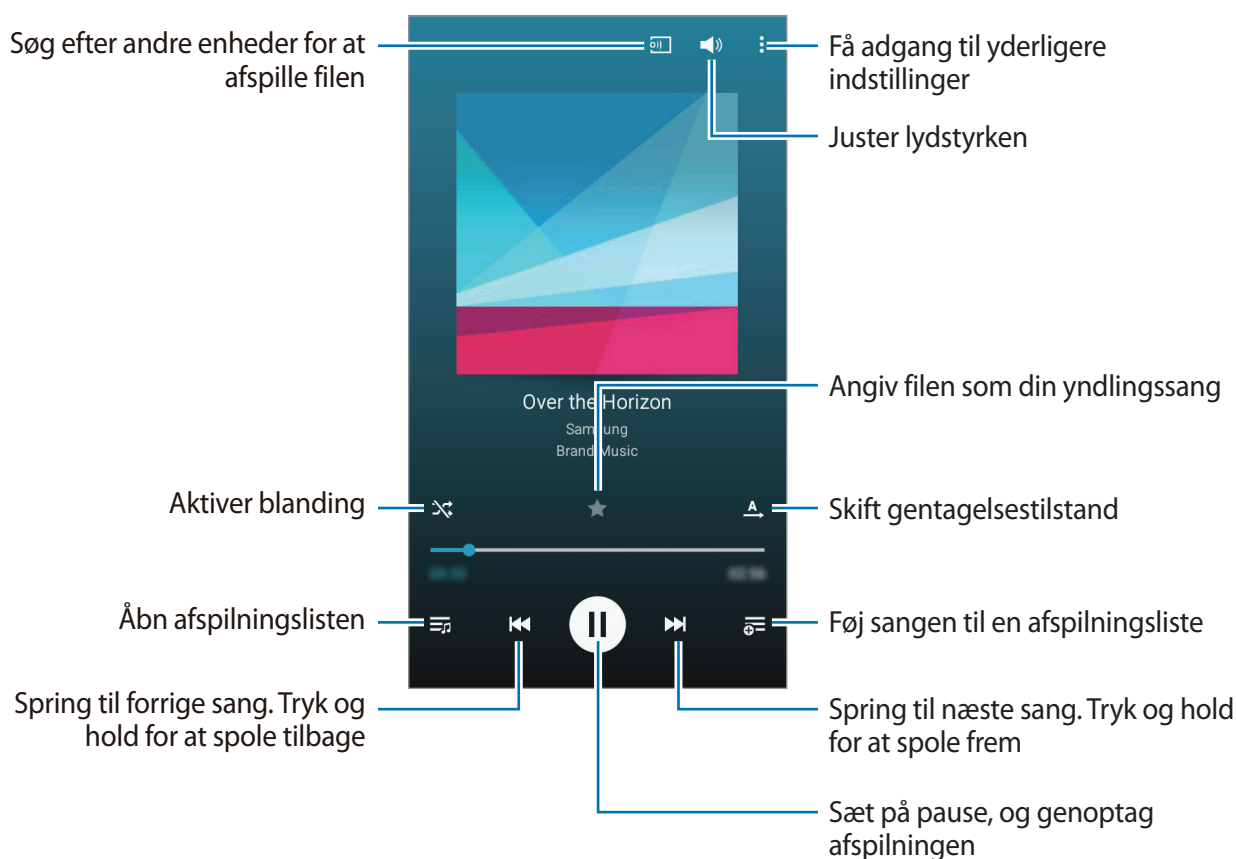 Søg efter andre enheder for at
afspille filen
Få adgang til yderligere
indstillinger
Juster lydstyrken
Angiv filen som din yndlingssang
Over the Horizon
Samsung
Brand Music
Aktiver blanding
A
Skift gentagelsestilstand
Åbn afspilningslisten
Føj sangen til en afspilningsliste
Spring til forrige sang. Tryk og
hold for at spole tilbage
Spring til næste sang. Tryk og hold
for at spole frem
Sæt på pause, og genoptag
afspilningen